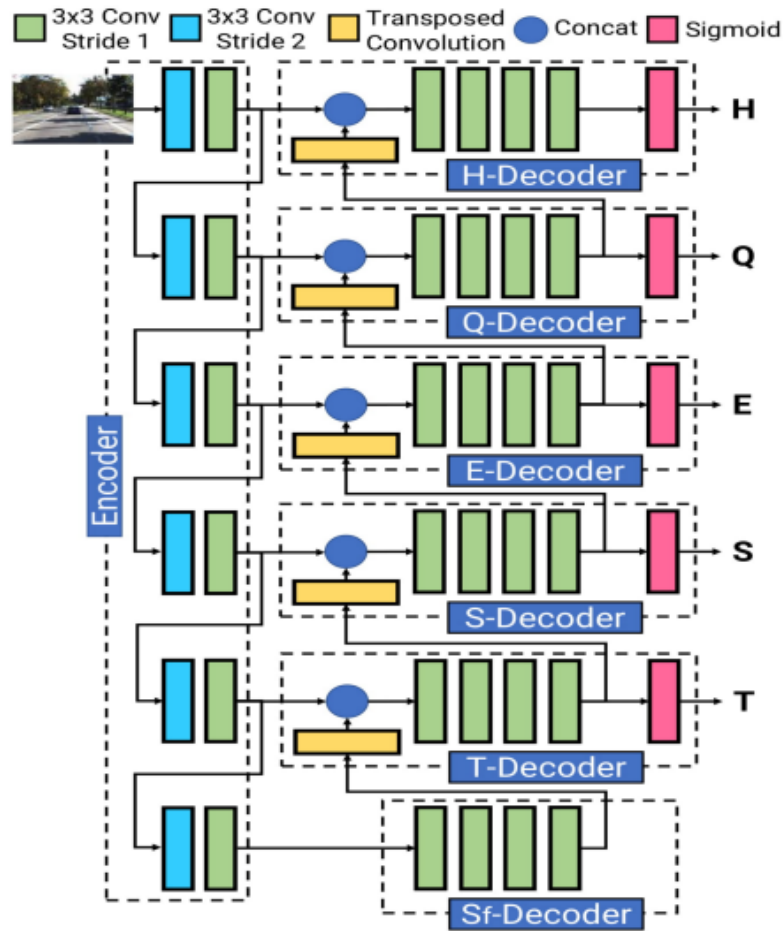 3x3 Conv Stride 1
3x3 Conv Stride 2
Transposed Convolution
Concat
Sigmoid
H
H-Decoder
Q
Q-Decoder
E
Encoder
E-Decoder
S
S-Decoder
T
T-Decoder
Sf-Decoder